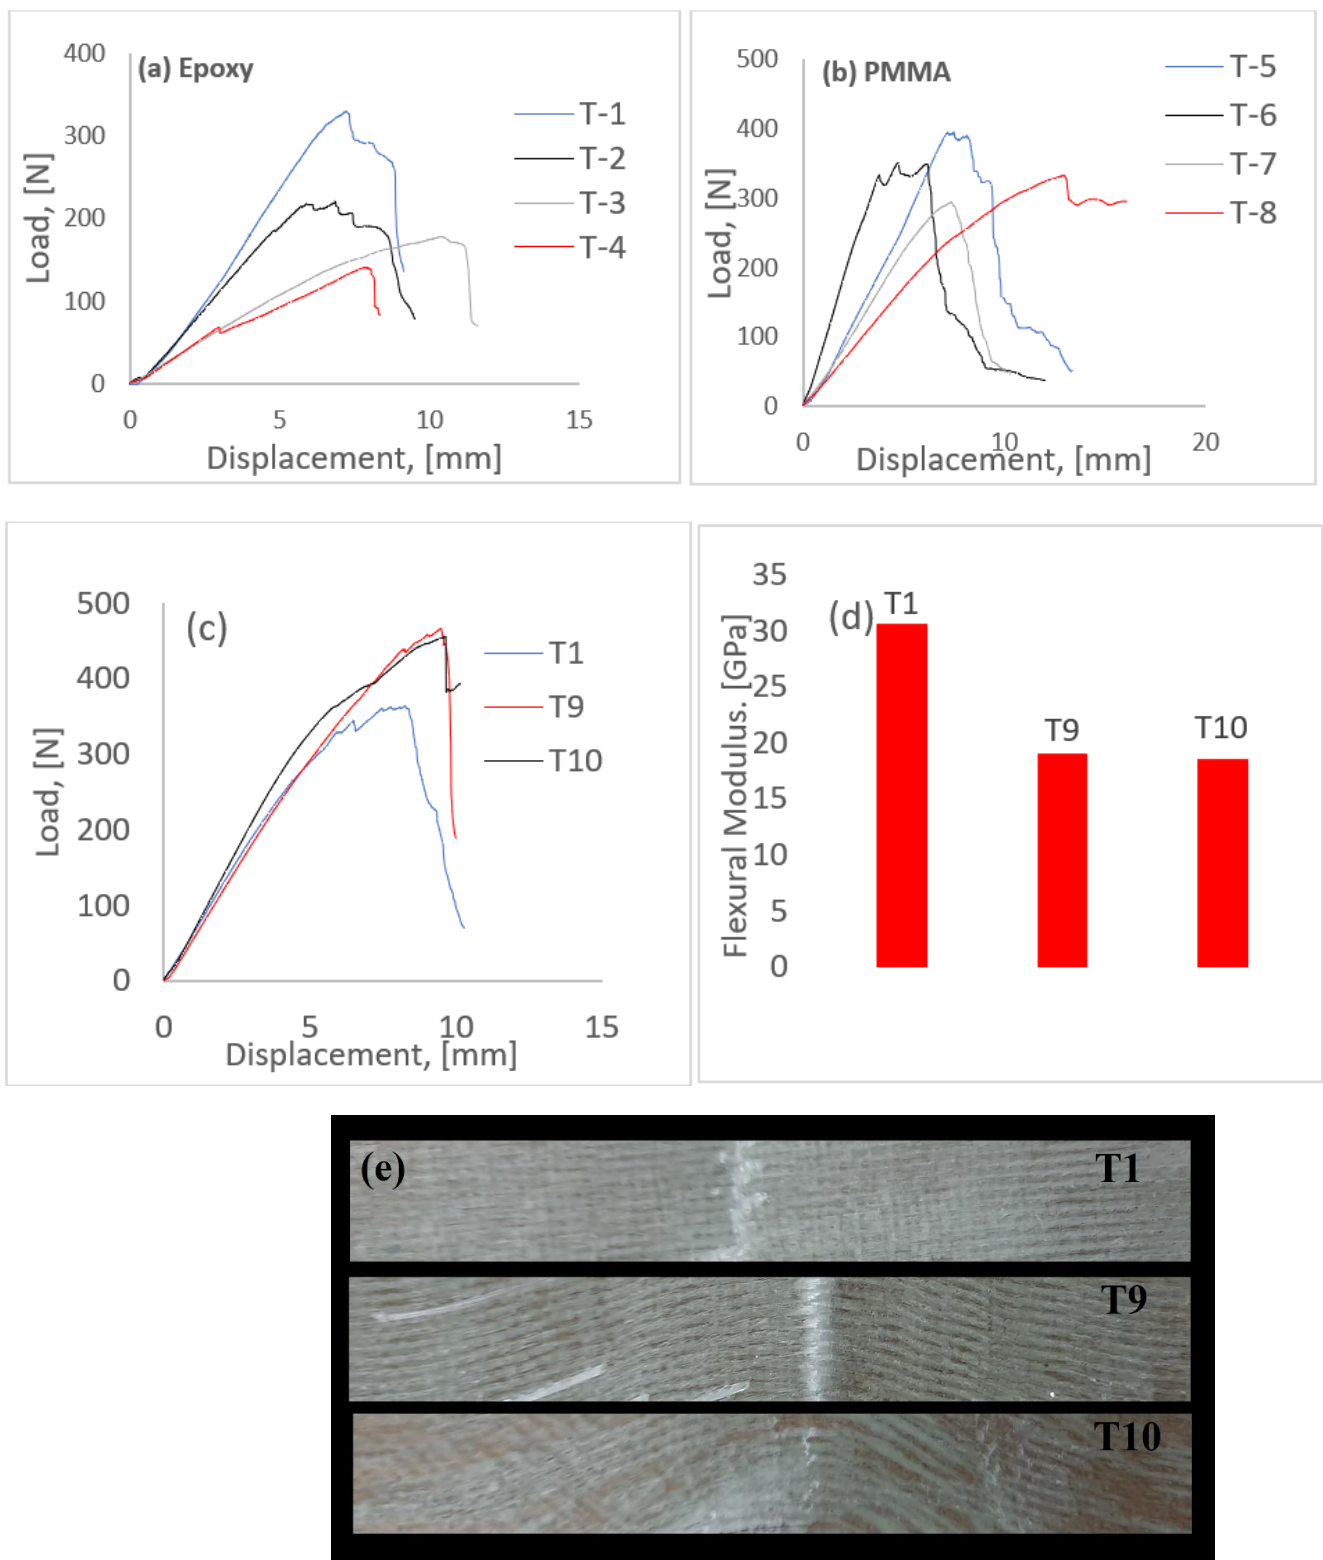 (a) Epoxy
400
300
200
100
0
0 5 10 15
Load, [N]
Displacement, [mm]
T-1
T-2
T-3
T-4
(b) PMMA
500
400
300
200
100
0
0 10 20
Load, [N]
Displacement, [mm]
T-5
T-6
T-7
T-8
(c)
500
400
300
200
100
0
0 5 10 15
Load, [N]
Displacement, [mm]
T1
T9
T10
(d)
35
30
25
20
15
10
5
0
Flexural Modulus. [GPa]
T1
T9
T10
(e)
T1
T9
T10